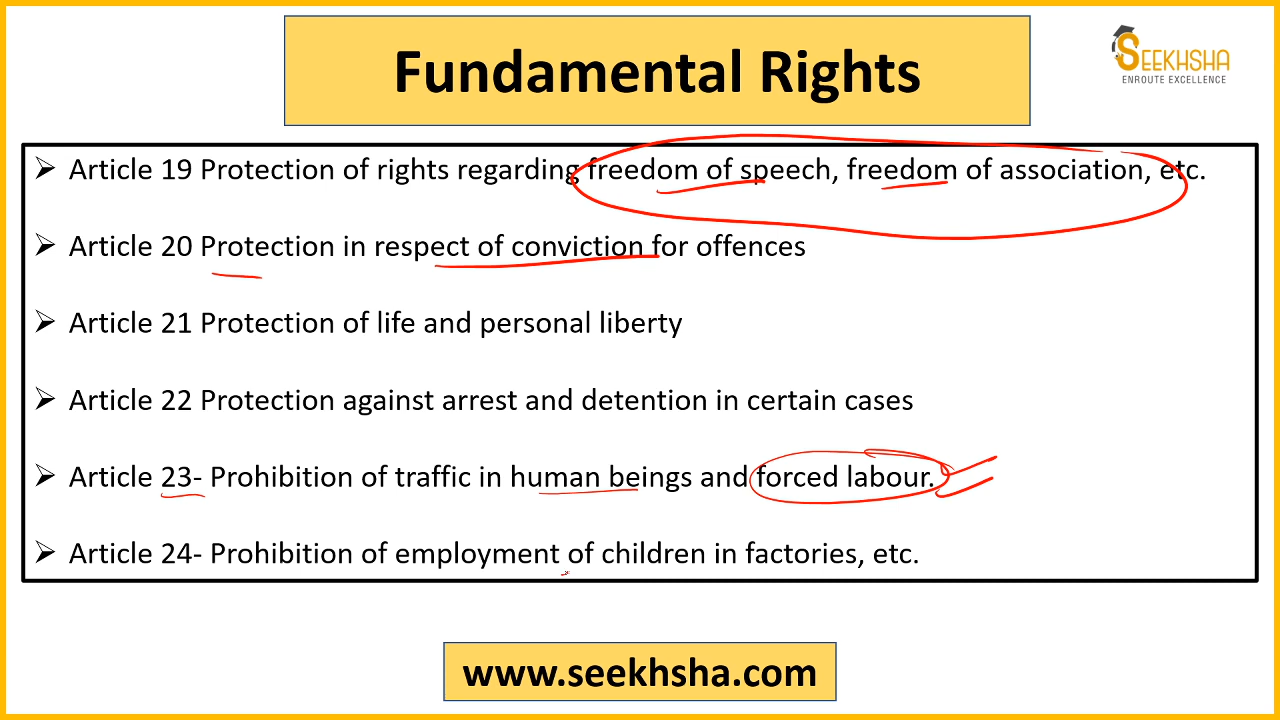 Fundamental Rights
SEEKHSHA
ENROUTE EXCELLENCE
Article 19 Protection of rights regarding freedom of speech, freedom of association, etc.
Article 20 Protection in respect of conviction for offences
Article 21 Protection of life and personal liberty
Article 22 Protection against arrest and detention in certain cases
Article 23- Prohibition of traffic in human beings and forced labour.
Article 24- Prohibition of employment of children in factories, etc.
www.seekhsha.com